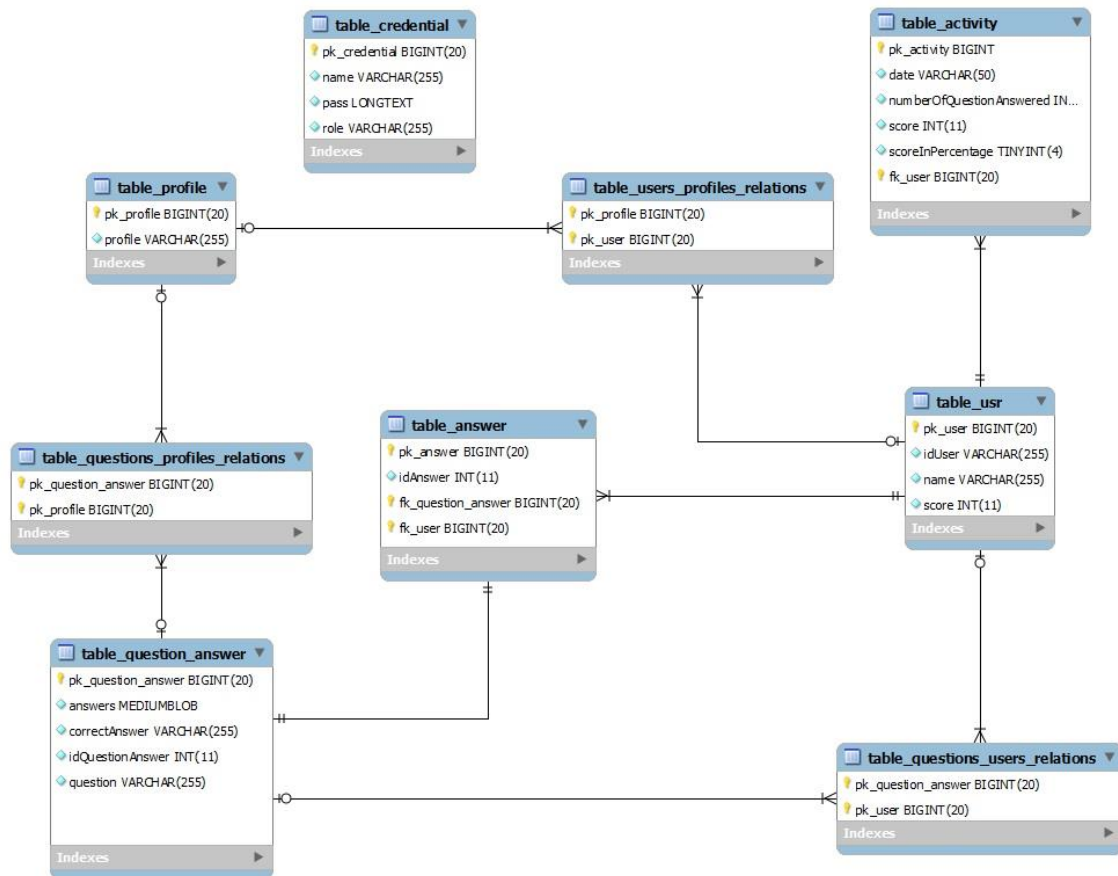 table_credential
pk_credential BIGINT(20)
name VARCHAR(255)
pass LONGTEXT
role VARCHAR(255)
Indexes
table_activity
pk_activity BIGINT
date VARCHAR(50)
numberOfQuestionAnswered IN...
score INT(11)
scoreInPercentage TINYINT(4)
fk_user BIGINT(20)
Indexes
table_profile
pk_profile BIGINT(20)
profile VARCHAR(255)
Indexes
table_users_profiles_relations
pk_profile BIGINT(20)
pk_user BIGINT(20)
Indexes
table_answer
pk_answer BIGINT(20)
idAnswer INT(11)
fk_question_answer BIGINT(20)
fk_user BIGINT(20)
Indexes
table_usr
pk_user BIGINT(20)
idUser VARCHAR(255)
name VARCHAR(255)
score INT(11)
Indexes
table_questions_profiles_relations
pk_question_answer BIGINT(20)
pk_profile BIGINT(20)
Indexes
table_question_answer
pk_question_answer BIGINT(20)
answers MEDIUMBLOB
correctAnswer VARCHAR(255)
idQuestionAnswer INT(11)
question VARCHAR(255)
Indexes
table_questions_users_relations
pk_question_answer BIGINT(20)
pk_user BIGINT(20)
Indexes